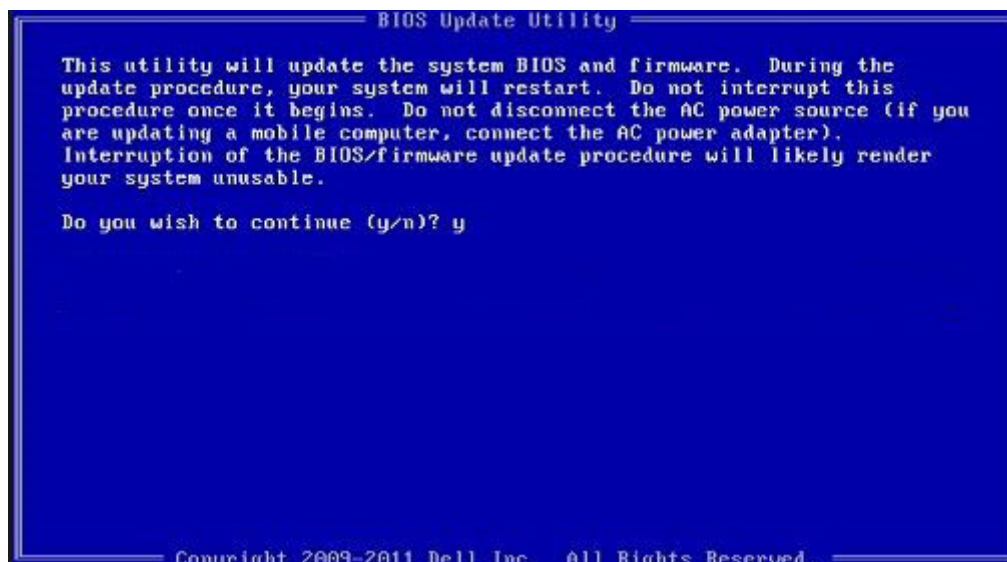 BIOS Update Utility
This utility will update the system BIOS and firmware.  During the
update procedure, your system will restart.  Do not interrupt this
procedure once it begins.  Do not disconnect the AC power source (if you
are updating a mobile computer, connect the AC power adapter).
Interruption of the BIOS/firmware update procedure will likely render
your system unusable.
Do you wish to continue (y/n)? y
Copyright 2009-2011 Dell Inc.  All Rights Reserved.